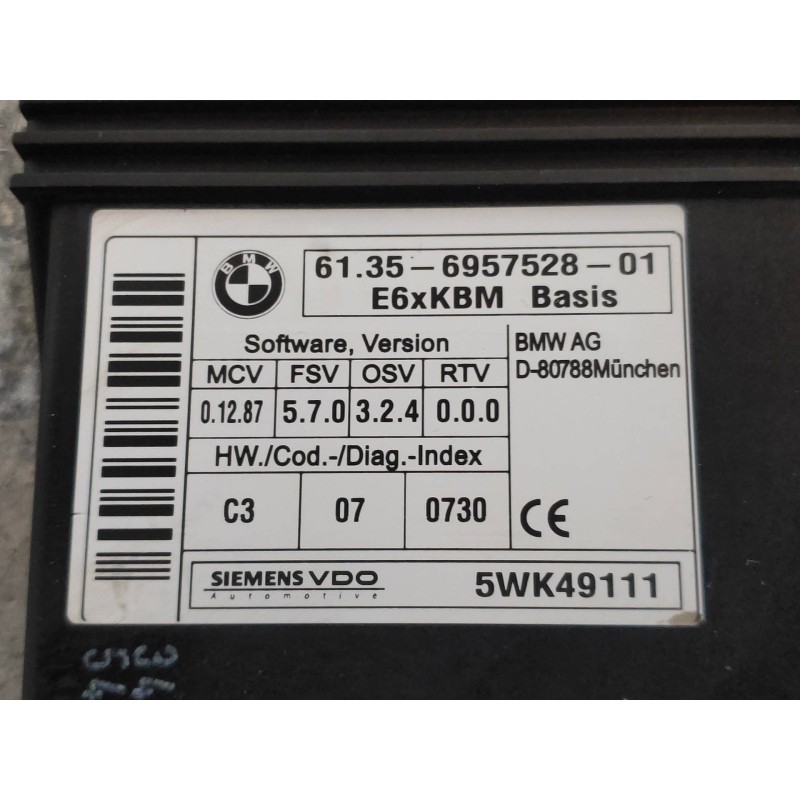 BMW
61.35-6957528-01
E6xKBM Basis
Software, Version
MCV FSV OSV RTV
0.12.87 5.7.0 3.2.4 0.0.0
HW./Cod.-/Diag.-Index
C3 07 0730
BMW AG
D-80788München
CE
SIEMENS VDO
Automotive
5WK49111